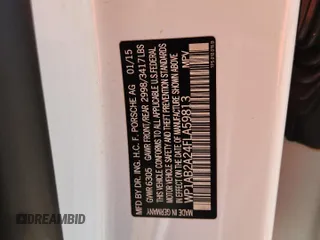 MFD BY DR. ING. H.C. F. PORSCHE AG 01/15
GVWR 6305 GAWR FRONT/REAR 2998/3417LBS
THIS VEHICLE CONFORMS TO ALL APPLICABLE U.S. FEDERAL
MOTOR VEHICLE SAFETY AND THEFT PREVENTION STANDARDS
IN EFFECT ON THE DATE OF MANUFACTURE SHOWN ABOVE
WP1AB2A24FLA59813 MPV
MADE IN GERMANY
DREAMBID